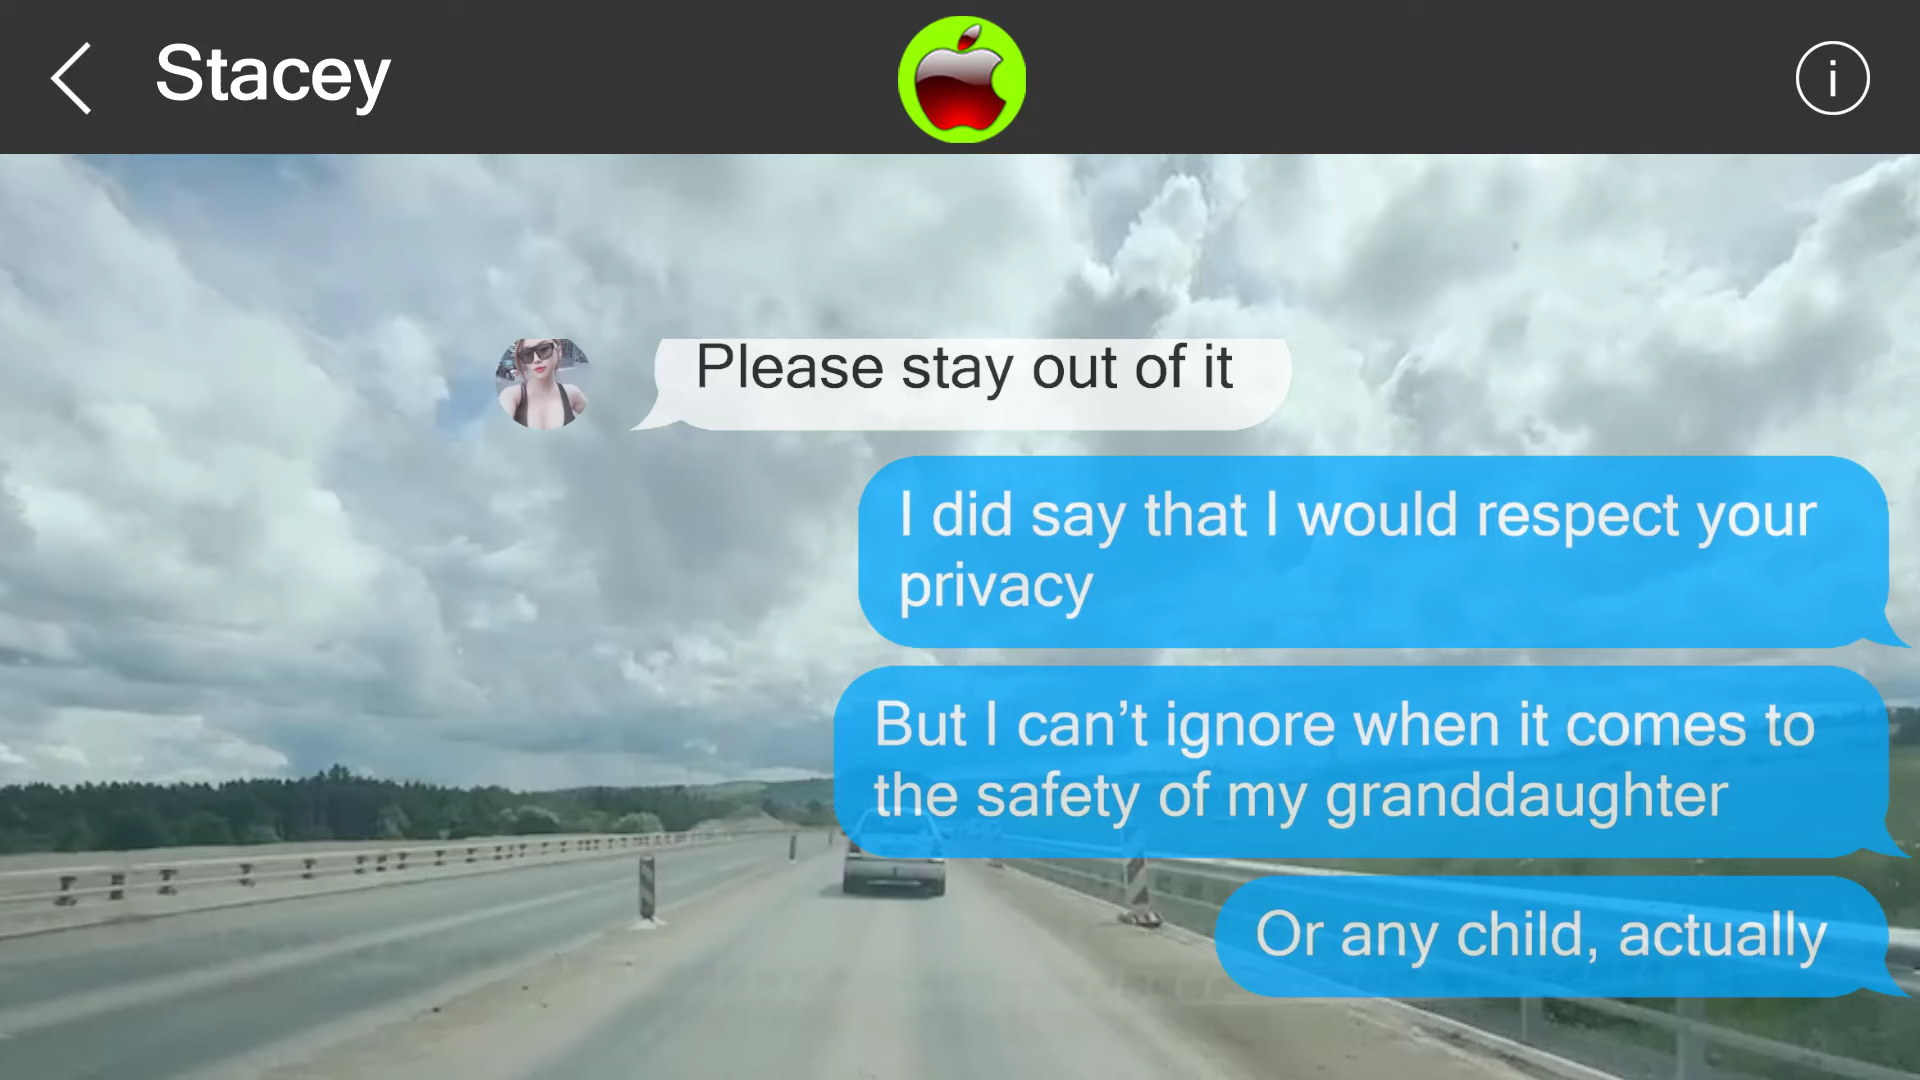 Stacey
Please stay out of it
I did say that I would respect your
privacy
But I can’t ignore when it comes to
the safety of my granddaughter
Or any child, actually